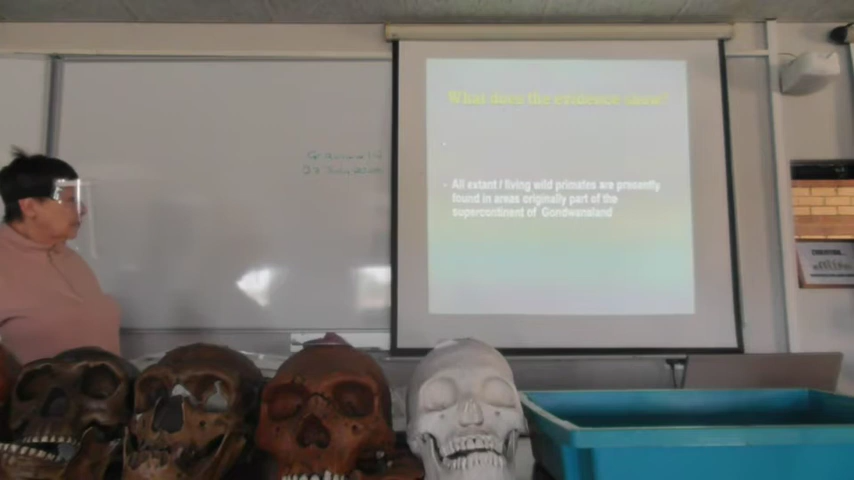 What does the evidence show?
- All extant / living wild primates are presently
found in areas originally part of the
supercontinent of Gondwanaland